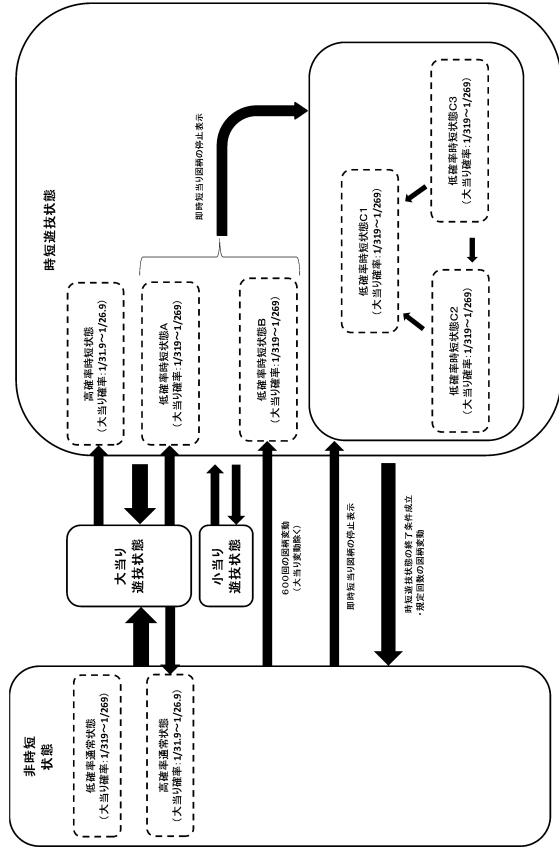 非時短
状態
低確率通常状態
（大当り確率：1/319～1/269）
高確率通常状態
（大当り確率：1/31.9～1/26.9）
大当り
遊技状態
小当り
遊技状態
600回の図柄変動
（大当り変動除く）
即時短当り図柄の停止表示
時短遊技状態の終了条件成立
・規定回数の図柄変動
時短遊技状態
高確率時短状態
（大当り確率：1/31.9～1/26.9）
低確率時短状態A
（大当り確率：1/319～1/269）
低確率時短状態B
（大当り確率：1/319～1/269）
即時短当り図柄の停止表示
低確率時短状態C1
（大当り確率：1/319～1/269）
低確率時短状態C2
（大当り確率：1/319～1/269）
低確率時短状態C3
（大当り確率：1/319～1/269）